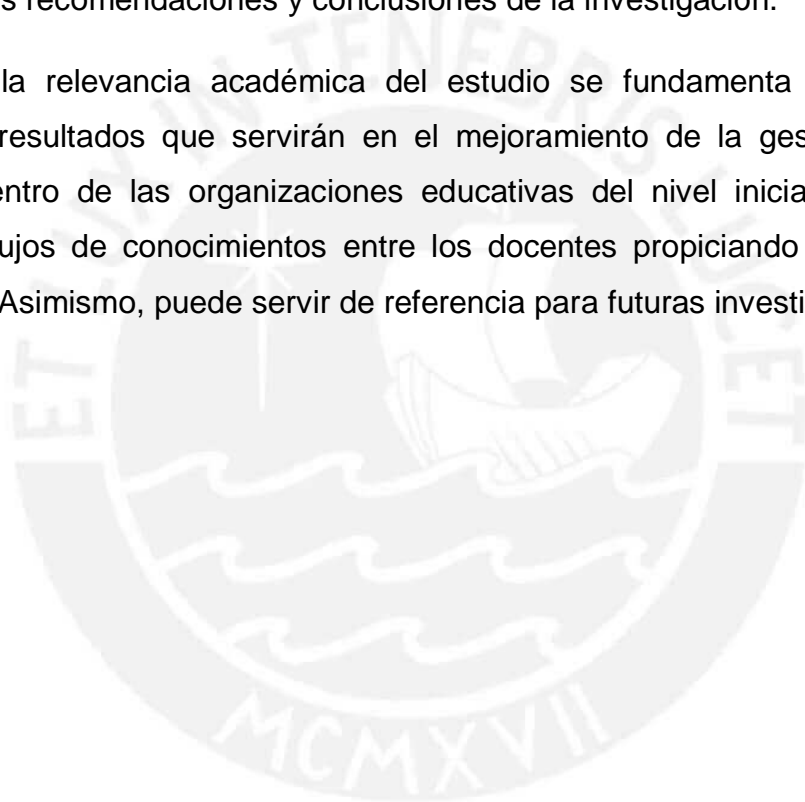 s recomendaciones y conclusiones de la investigación.
la relevancia académica del estudio se fundamenta
resultados que servirán en el mejoramiento de la ges
entro de las organizaciones educativas del nivel inicia
ujos de conocimientos entre los docentes propiciando
Asimismo, puede servir de referencia para futuras investi
ET LUX IN TENEBRIS LUCET
MCMXVII